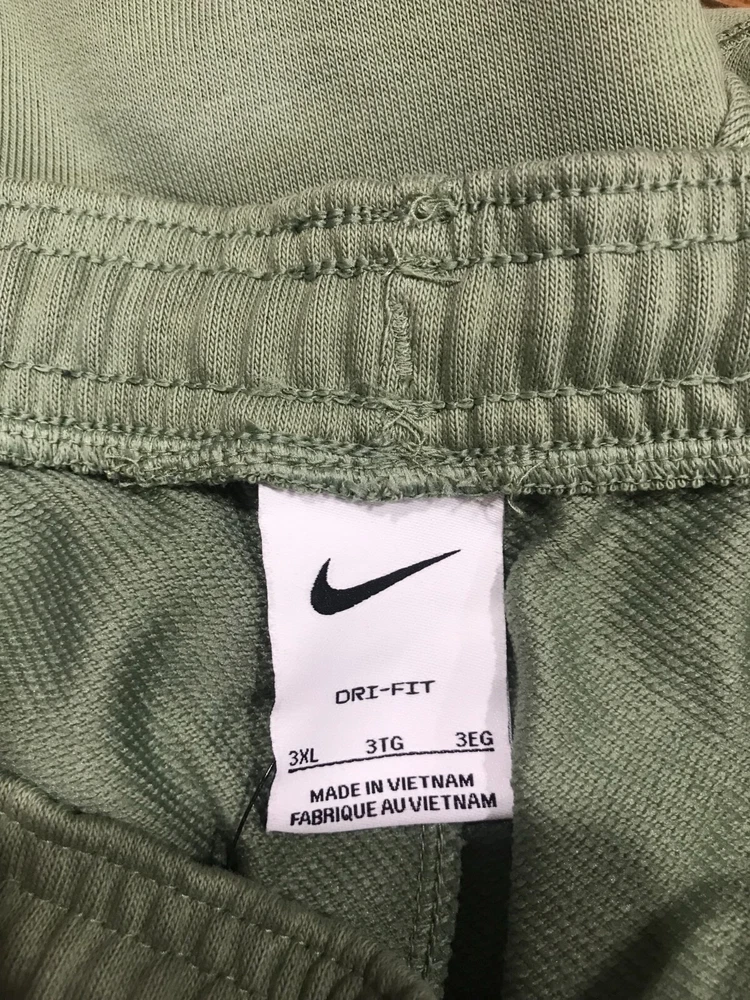 DRI-FIT
3XL 3TG 3EG
MADE IN VIETNAM
FABRIQUE AU VIETNAM